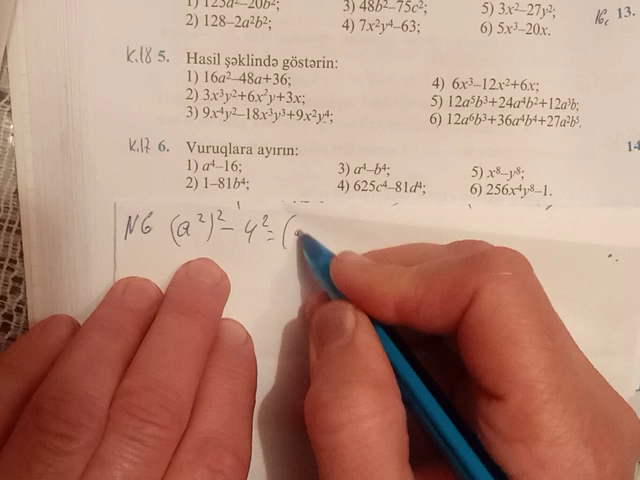 1) 125a²–20b²; 3) 48b²–75c²; 5) 3x²–27y²; 16c 13.
2) 128–2a²b²; 4) 7x²y⁴–63; 6) 5x³–20x.
K.18 5. Hasil şəklində göstərin:
1) 16a²–48a+36; 4) 6x³–12x²+6x;
2) 3x³y²+6x²y+3x; 5) 12a⁵b³+24a⁴b²+12a³b;
3) 9x⁴y²–18x³y³+9x²y⁴; 6) 12a⁶b³+36a⁴b⁴+27a²b⁵.
K.17 6. Vuruqlara ayırın: 14
1) a⁴–16; 3) a⁴–b⁴; 5) x⁸–y⁸;
2) 1–81b⁴; 4) 625c⁴–81d⁴; 6) 256x⁴y⁸–1.
N6 (a²)² – 4² = (